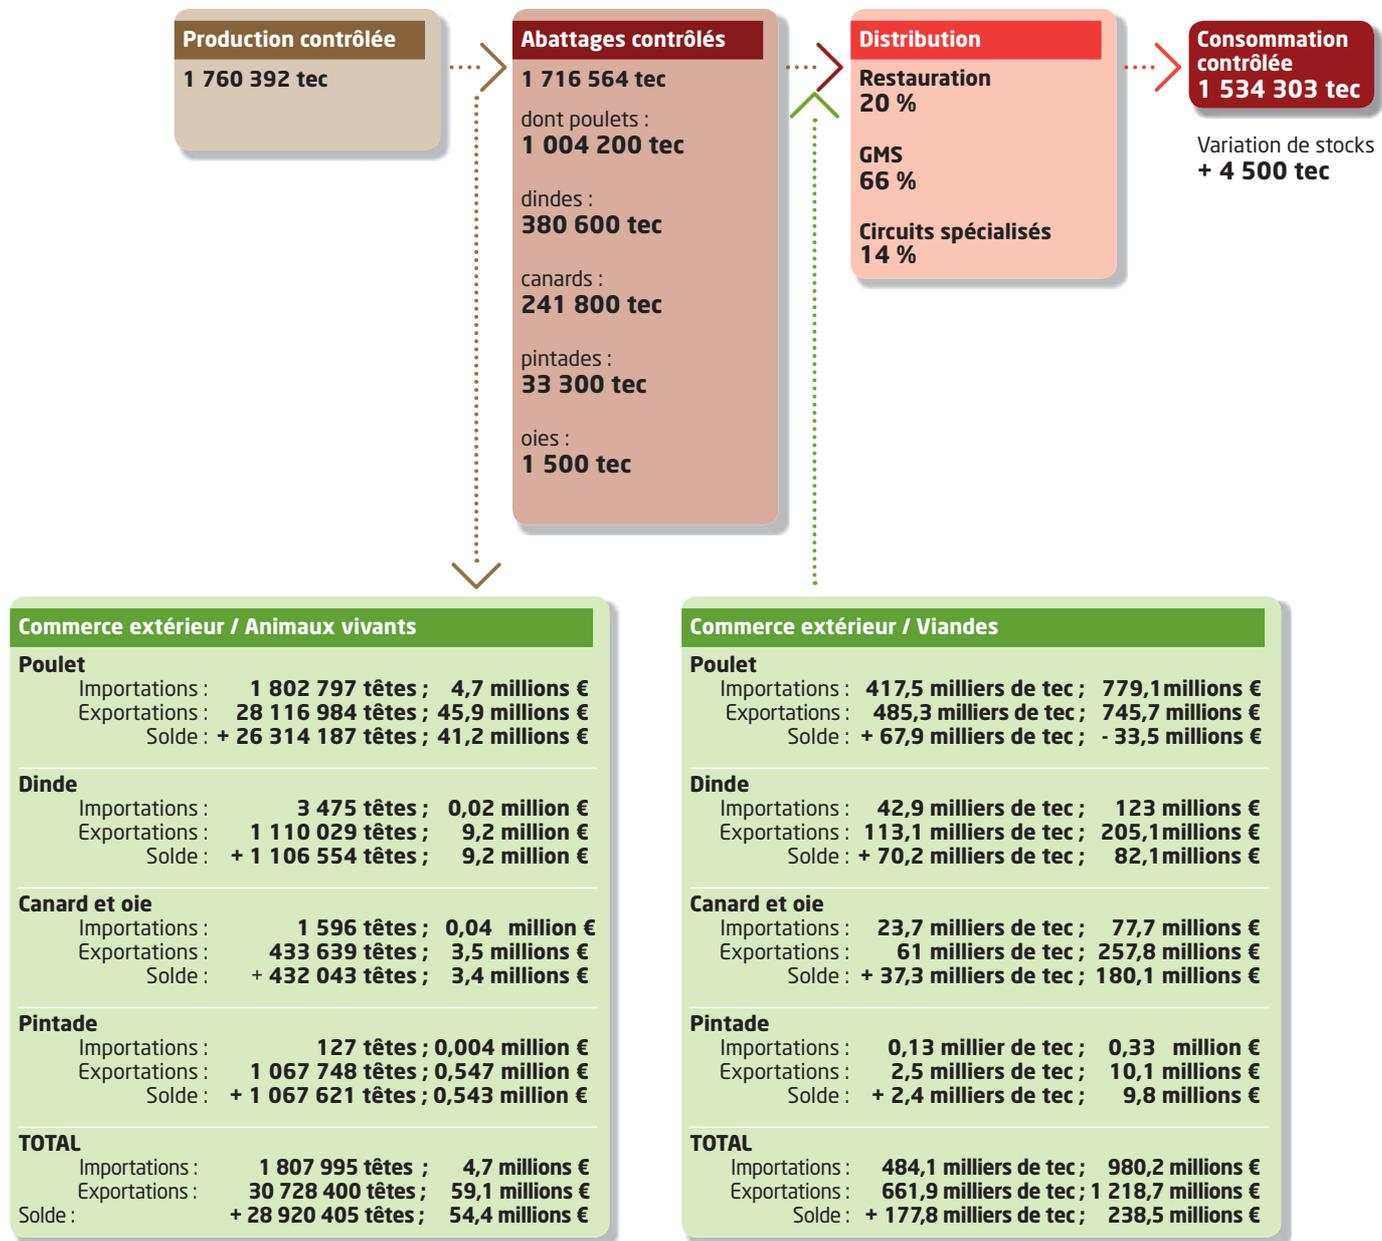 Production contrôlée
1 760 392 tec
Abattages contrôlés
1 716 564 tec
dont poulets :
1 004 200 tec
dindes :
380 600 tec
canards :
241 800 tec
pintades :
33 300 tec
oies :
1 500 tec
Distribution
Restauration
20 %
GMS
66 %
Circuits spécialisés
14 %
Consommation
contrôlée
1 534 303 tec
Variation de stocks
+ 4 500 tec
Commerce extérieur / Animaux vivants
Poulet
Importations : 1 802 797 têtes ; 4,7 millions €
Exportations : 28 116 984 têtes ; 45,9 millions €
Solde : + 26 314 187 têtes ; 41,2 millions €
Dinde
Importations : 3 475 têtes ; 0,02 million €
Exportations : 1 110 029 têtes ; 9,2 million €
Solde : + 1 106 554 têtes ; 9,2 million €
Canard et oie
Importations : 1 596 têtes ; 0,04 million €
Exportations : 433 639 têtes ; 3,5 millions €
Solde : + 432 043 têtes ; 3,4 millions €
Pintade
Importations : 127 têtes ; 0,004 million €
Exportations : 1 067 748 têtes ; 0,547 million €
Solde : + 1 067 621 têtes ; 0,543 million €
TOTAL
Importations : 1 807 995 têtes ; 4,7 millions €
Exportations : 30 728 400 têtes ; 59,1 millions €
Solde : + 28 920 405 têtes ; 54,4 millions €
Commerce extérieur / Viandes
Poulet
Importations : 417,5 milliers de tec ; 779,1millions €
Exportations : 485,3 milliers de tec ; 745,7 millions €
Solde : + 67,9 milliers de tec ; - 33,5 millions €
Dinde
Importations : 42,9 milliers de tec ; 123 millions €
Exportations : 113,1 milliers de tec ; 205,1millions €
Solde : + 70,2 milliers de tec ; 82,1millions €
Canard et oie
Importations : 23,7 milliers de tec ; 77,7 millions €
Exportations : 61 milliers de tec ; 257,8 millions €
Solde : + 37,3 milliers de tec ; 180,1 millions €
Pintade
Importations : 0,13 millier de tec ; 0,33 million €
Exportations : 2,5 milliers de tec ; 10,1 millions €
Solde : + 2,4 milliers de tec ; 9,8 millions €
TOTAL
Importations : 484,1 milliers de tec ; 980,2 millions €
Exportations : 661,9 milliers de tec ; 1 218,7 millions €
Solde : + 177,8 milliers de tec ; 238,5 millions €